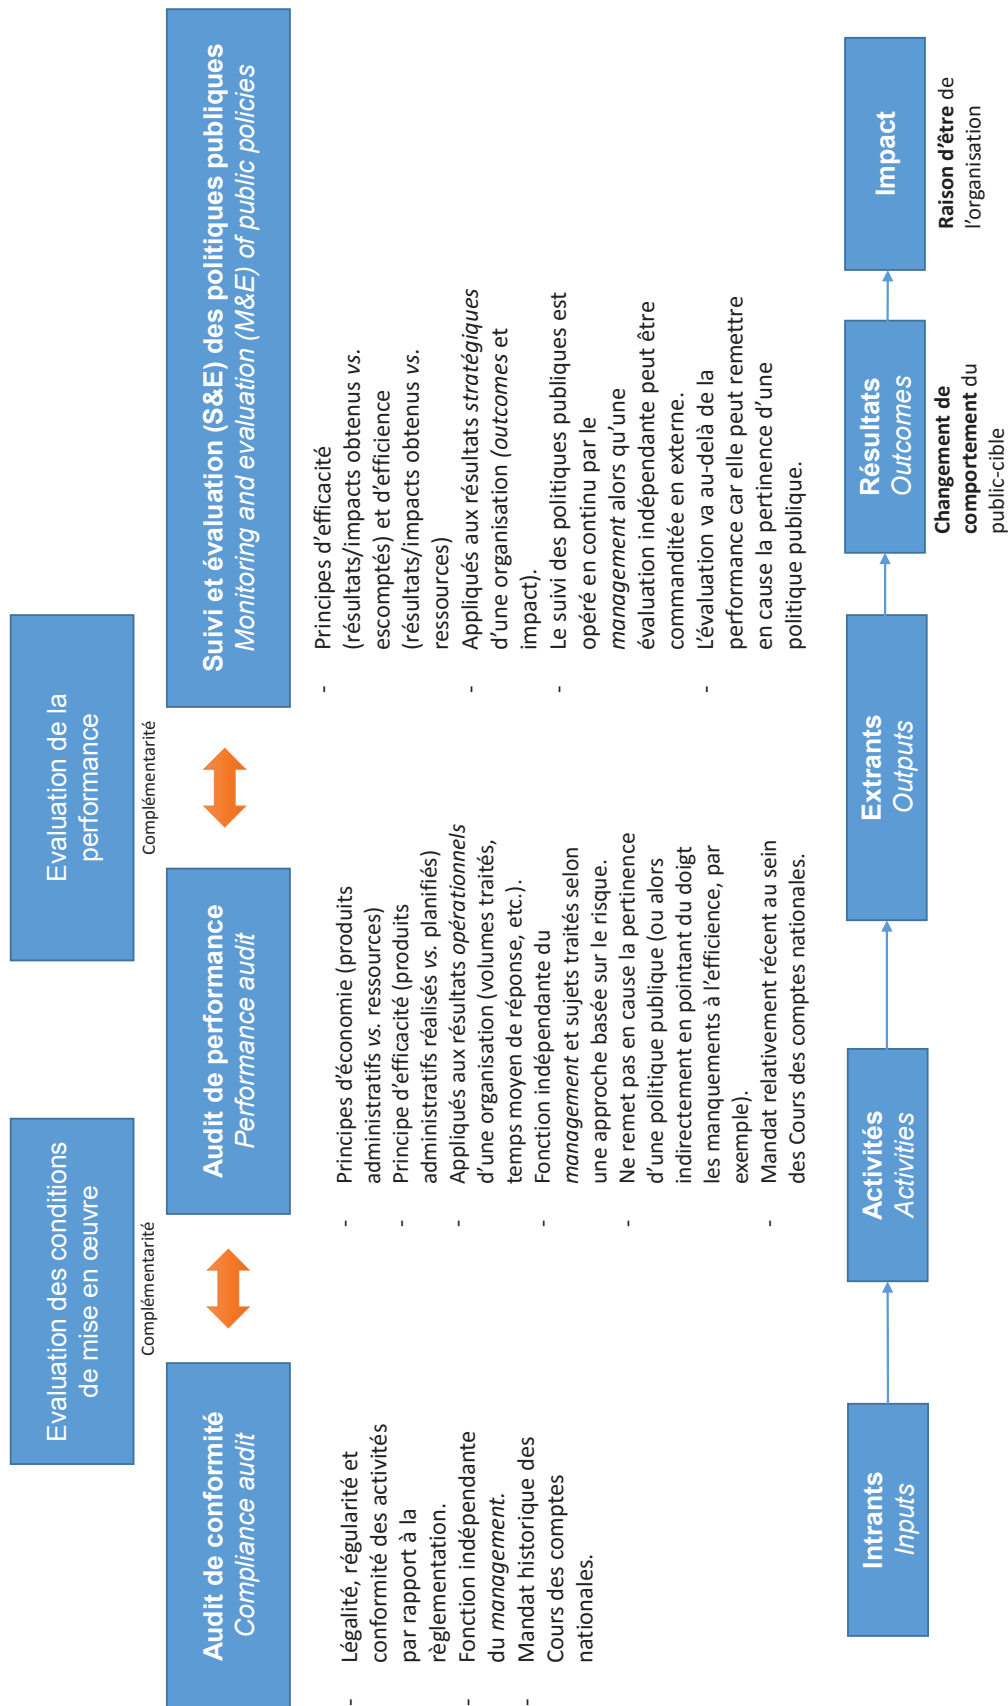 Evaluation des conditions
de mise en œuvre
Evaluation de la
performance
Complémentarité
Complémentarité
Audit de conformité
Compliance audit
Audit de performance
Performance audit
Suivi et évaluation (S&E) des politiques publiques
Monitoring and evaluation (M&E) of public policies
- Légalité, régularité et
conformité des activités
par rapport à la
règlementation.
- Fonction indépendante
du management.
- Mandat historique des
Cours des comptes
nationales.
- Principes d'économie (produits
administratifs vs. ressources)
- Principe d'efficacité (produits
administratifs réalisés vs. planifiés)
- Appliqués aux résultats opérationnels
d'une organisation (volumes traités,
temps moyen de réponse, etc.).
- Fonction indépendante du
management et sujets traités selon
une approche basée sur le risque.
- Ne remet pas en cause la pertinence
d'une politique publique (ou alors
indirectement en pointant du doigt
les manquements à l'efficience, par
exemple).
- Mandat relativement récent au sein
des Cours des comptes nationales.
- Principes d'efficacité
(résultats/impacts obtenus vs.
escomptés) et d'efficience
(résultats/impacts obtenus vs.
ressources)
- Appliqués aux résultats stratégiques
d'une organisation (outcomes et
impact).
- Le suivi des politiques publiques est
opéré en continu par le
management alors qu'une
évaluation indépendante peut être
commanditée en externe.
- L'évaluation va au-delà de la
performance car elle peut remettre
en cause la pertinence d'une
politique publique.
Intrants
Inputs
Activités
Activities
Extrants
Outputs
Résultats
Outcomes
Impact
Changement de
comportement du
public-cible
Raison d'être de
l'organisation